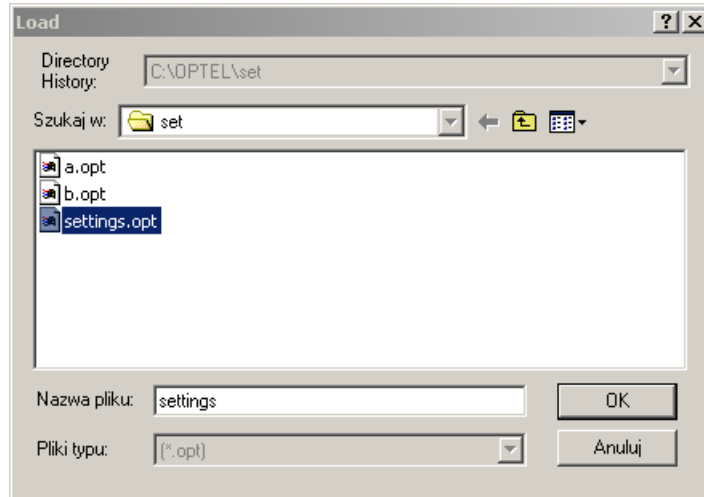 Load
Directory
History:
C:\OPTEL\set
Szukaj w:
set
a.opt
b.opt
settings.opt
Nazwa pliku:
settings
OK
Pliki typu:
(*.opt)
Anuluj